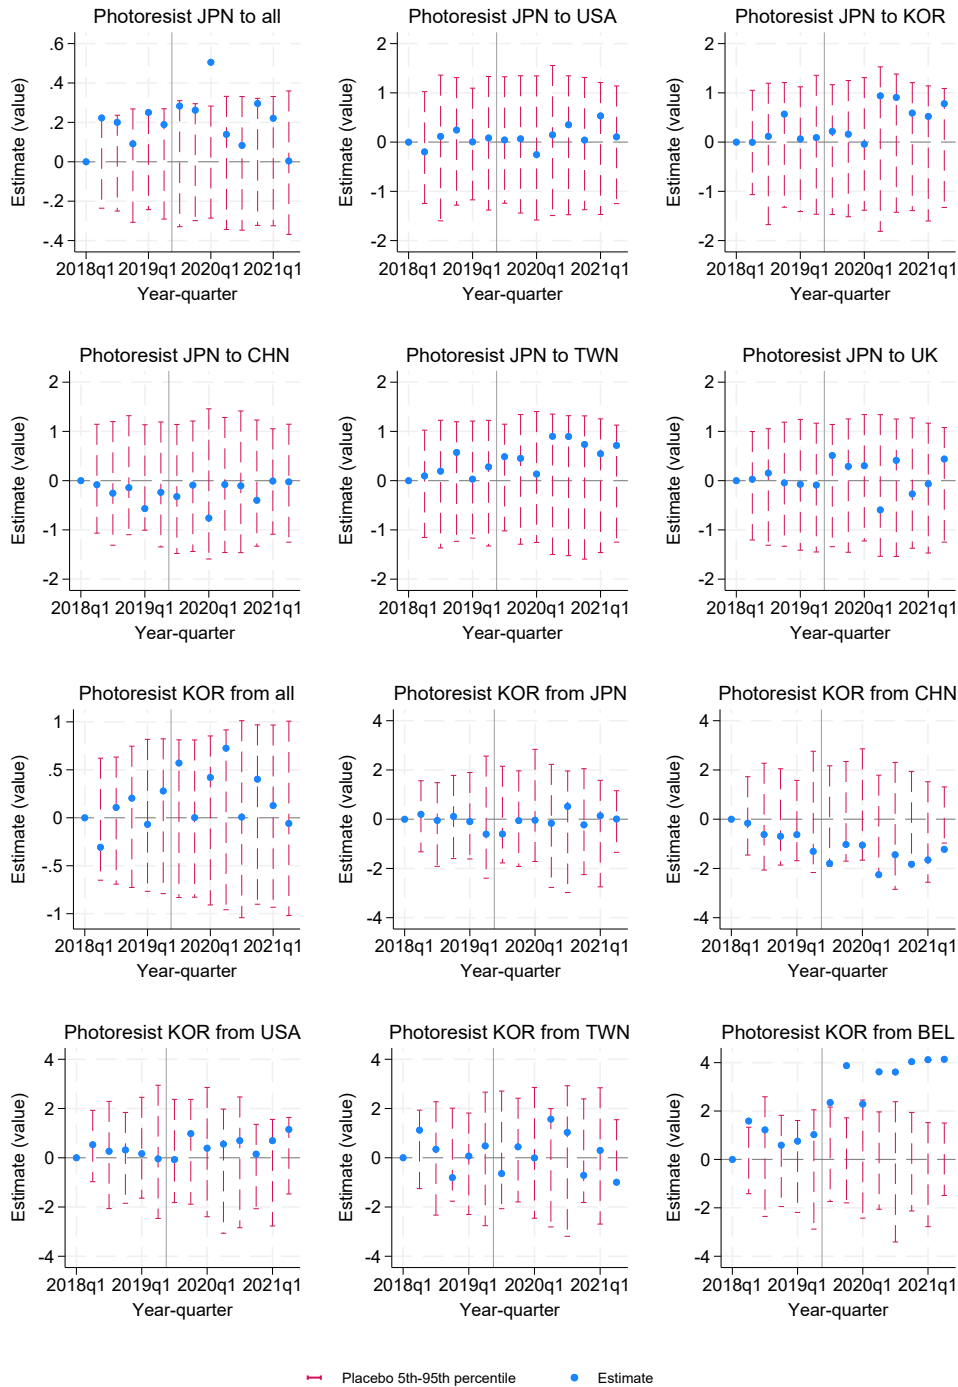 Photoresist JPN to all
Photoresist JPN to USA
Photoresist JPN to KOR
Estimate (value)
.6
.4
.2
0
-.2
-.4
2018q1 2019q1 2020q1 2021q1
Year-quarter
Estimate (value)
2
1
0
-1
-2
2018q1 2019q1 2020q1 2021q1
Year-quarter
Estimate (value)
2
1
0
-1
-2
2018q1 2019q1 2020q1 2021q1
Year-quarter
Photoresist JPN to CHN
Photoresist JPN to TWN
Photoresist JPN to UK
Estimate (value)
2
1
0
-1
-2
2018q1 2019q1 2020q1 2021q1
Year-quarter
Estimate (value)
2
1
0
-1
-2
2018q1 2019q1 2020q1 2021q1
Year-quarter
Estimate (value)
2
1
0
-1
-2
2018q1 2019q1 2020q1 2021q1
Year-quarter
Photoresist KOR from all
Photoresist KOR from JPN
Photoresist KOR from CHN
Estimate (value)
1
.5
0
-.5
-1
2018q1 2019q1 2020q1 2021q1
Year-quarter
Estimate (value)
4
2
0
-2
-4
2018q1 2019q1 2020q1 2021q1
Year-quarter
Estimate (value)
4
2
0
-2
-4
2018q1 2019q1 2020q1 2021q1
Year-quarter
Photoresist KOR from USA
Photoresist KOR from TWN
Photoresist KOR from BEL
Estimate (value)
4
2
0
-2
-4
2018q1 2019q1 2020q1 2021q1
Year-quarter
Estimate (value)
4
2
0
-2
-4
2018q1 2019q1 2020q1 2021q1
Year-quarter
Estimate (value)
4
2
0
-2
-4
2018q1 2019q1 2020q1 2021q1
Year-quarter
Placebo 5th-95th percentile
Estimate